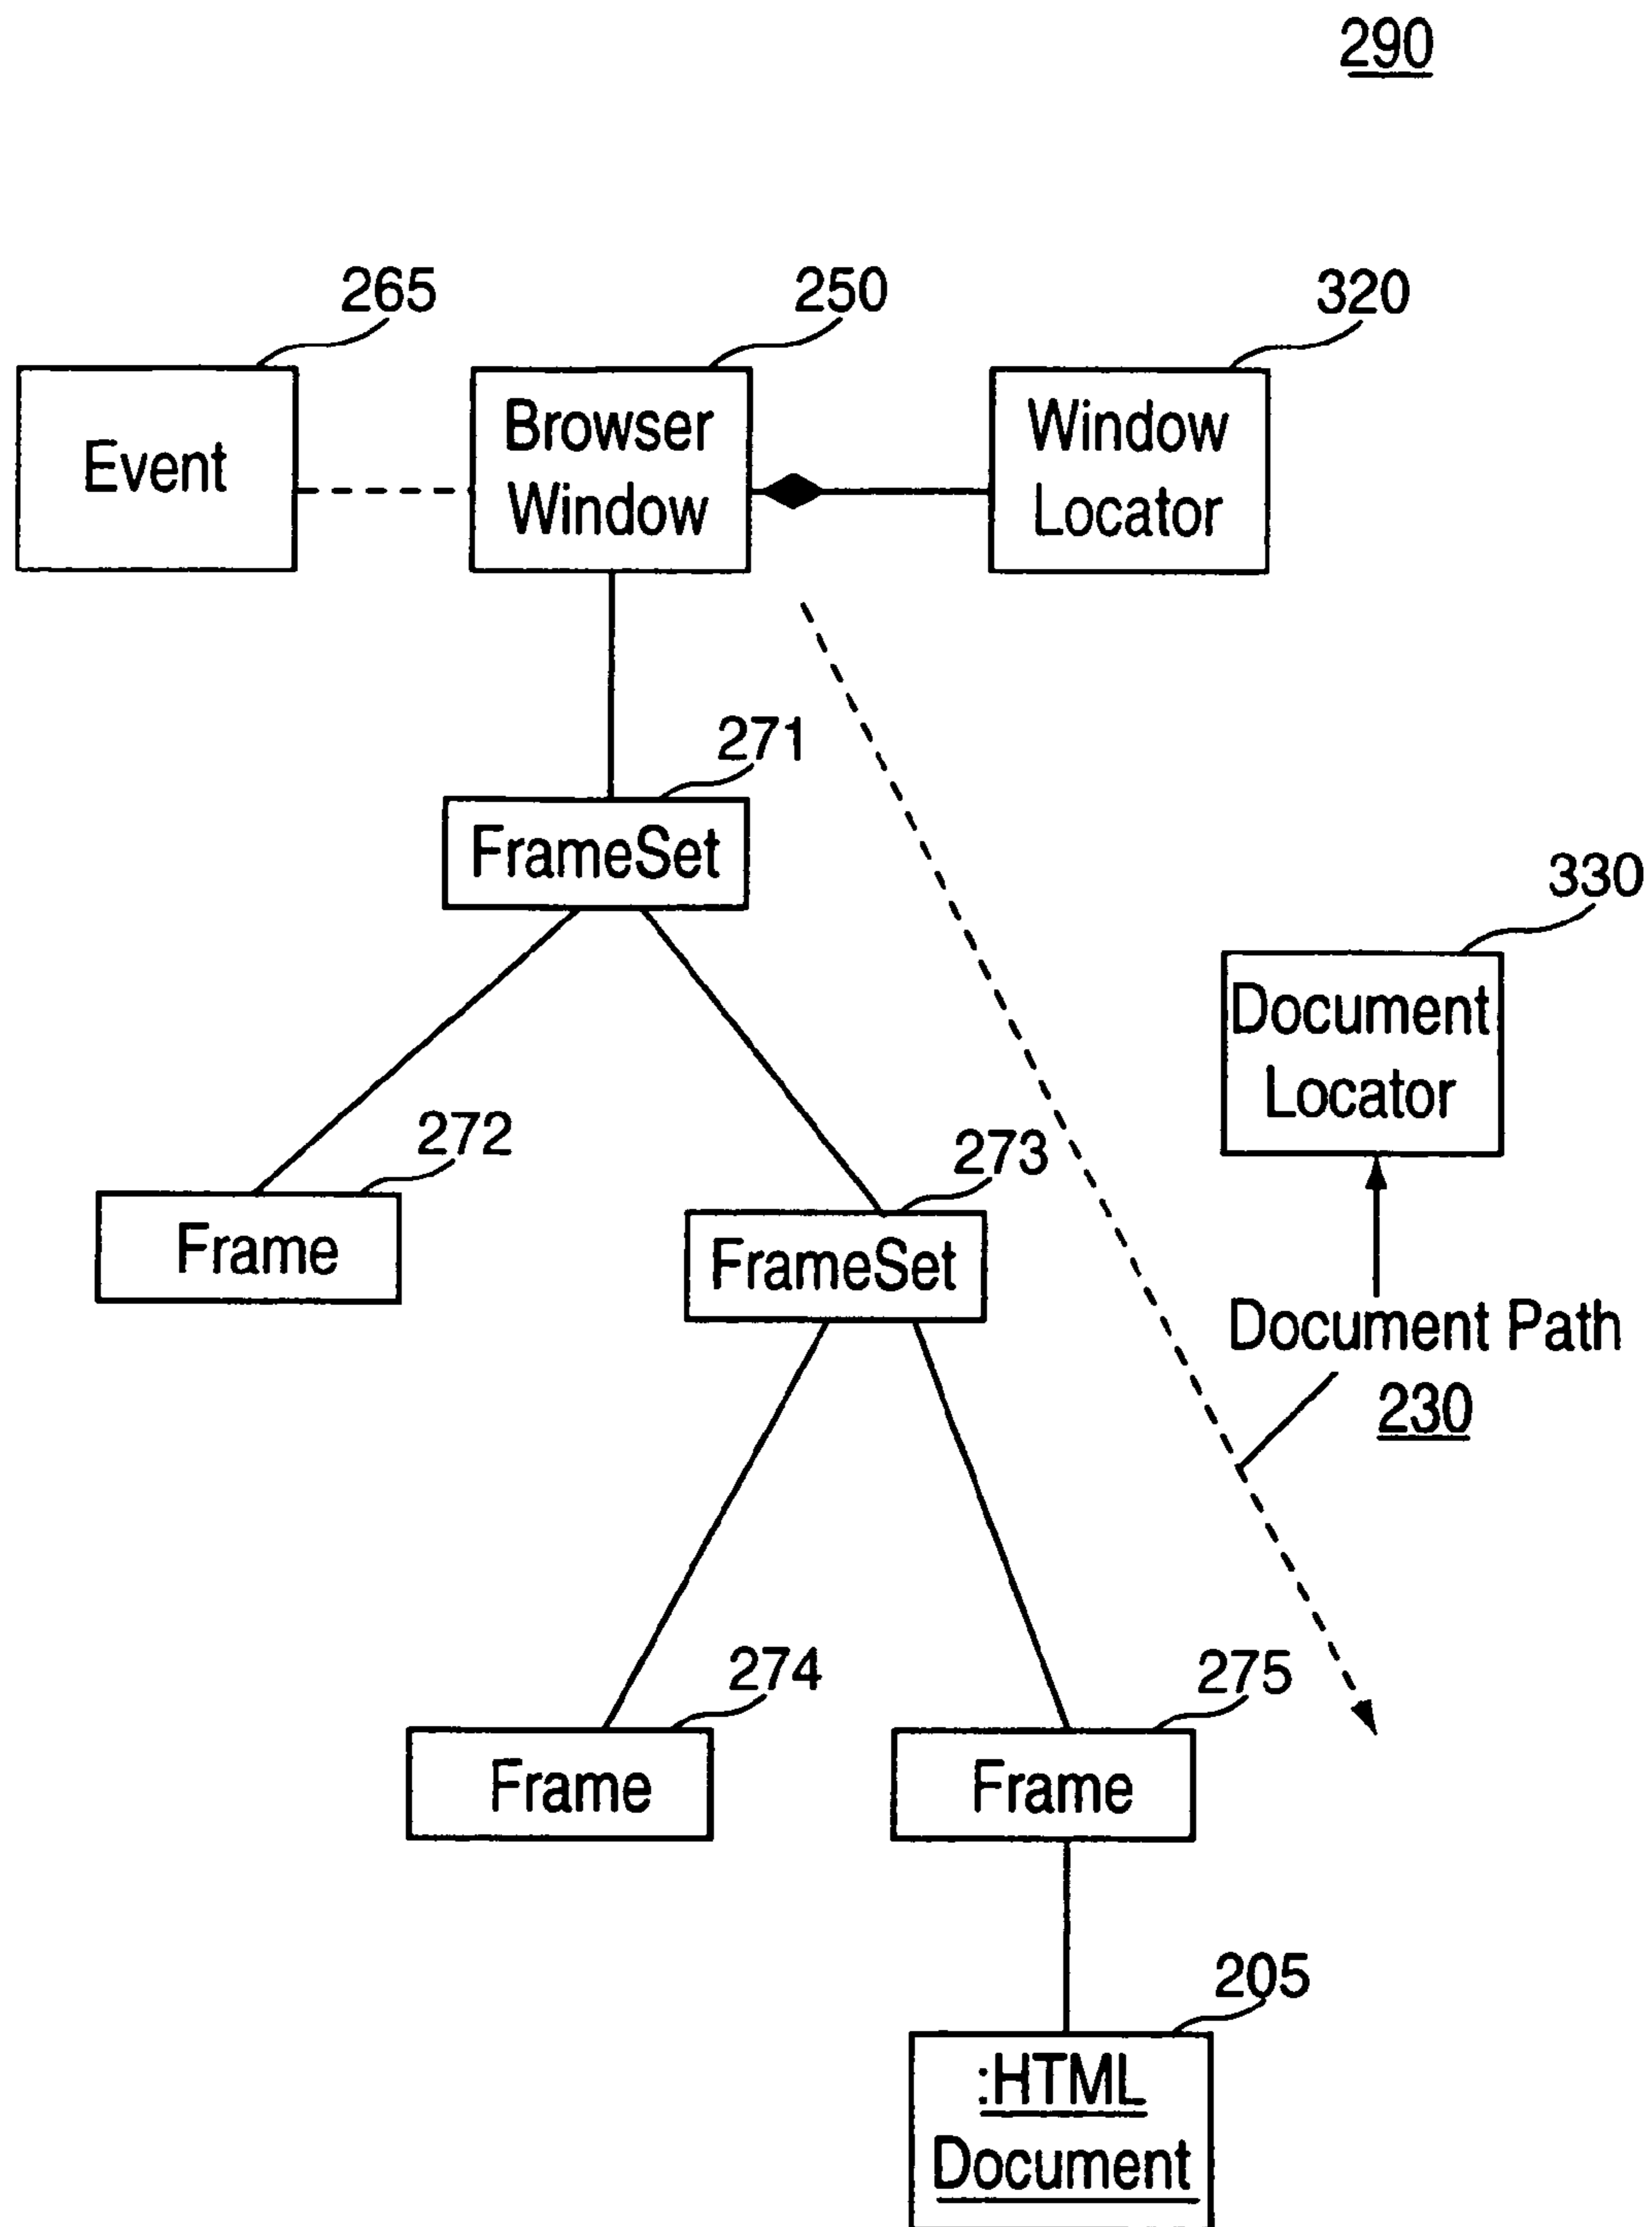 290
265
250
320
Event
Browser
Window
Window
Locator
271
FrameSet
330
Document
Locator
272
Frame
273
FrameSet
Document Path
230
274
Frame
275
Frame
205
:HTML
Document